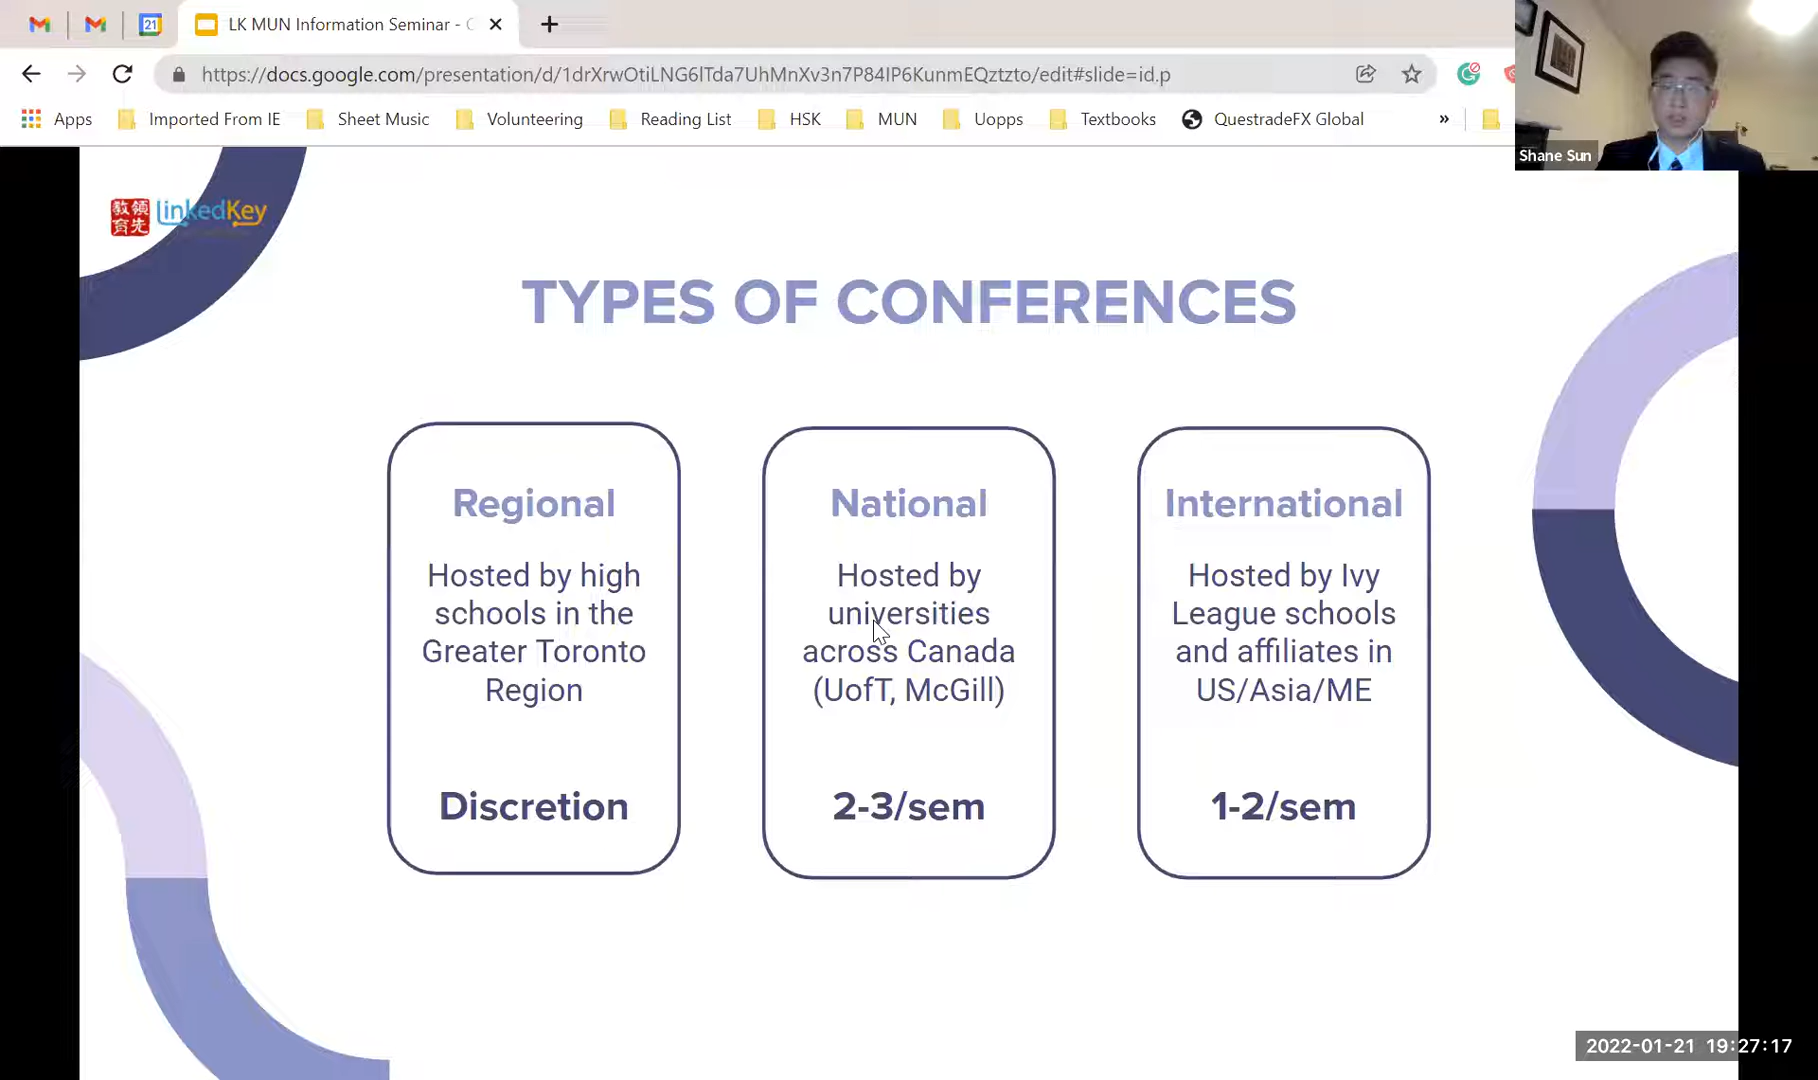 21
LK MUN Information Seminar - G
https://docs.google.com/presentation/d/1drXrwOtiLNG6lTda7UhMnXv3n7P84IP6KunmEQztzto/edit#slide=id.p
Apps
Imported From IE
Sheet Music
Volunteering
Reading List
HSK
MUN
Uopps
Textbooks
QuestradeFX Global
»
Shane Sun
領先
教育
LinkedKey
TYPES OF CONFERENCES
Regional
Hosted by high
schools in the
Greater Toronto
Region
Discretion
National
Hosted by
universities
across Canada
(UofT, McGill)
2-3/sem
International
Hosted by Ivy
League schools
and affiliates in
US/Asia/ME
1-2/sem
2022-01-21 19:27:17